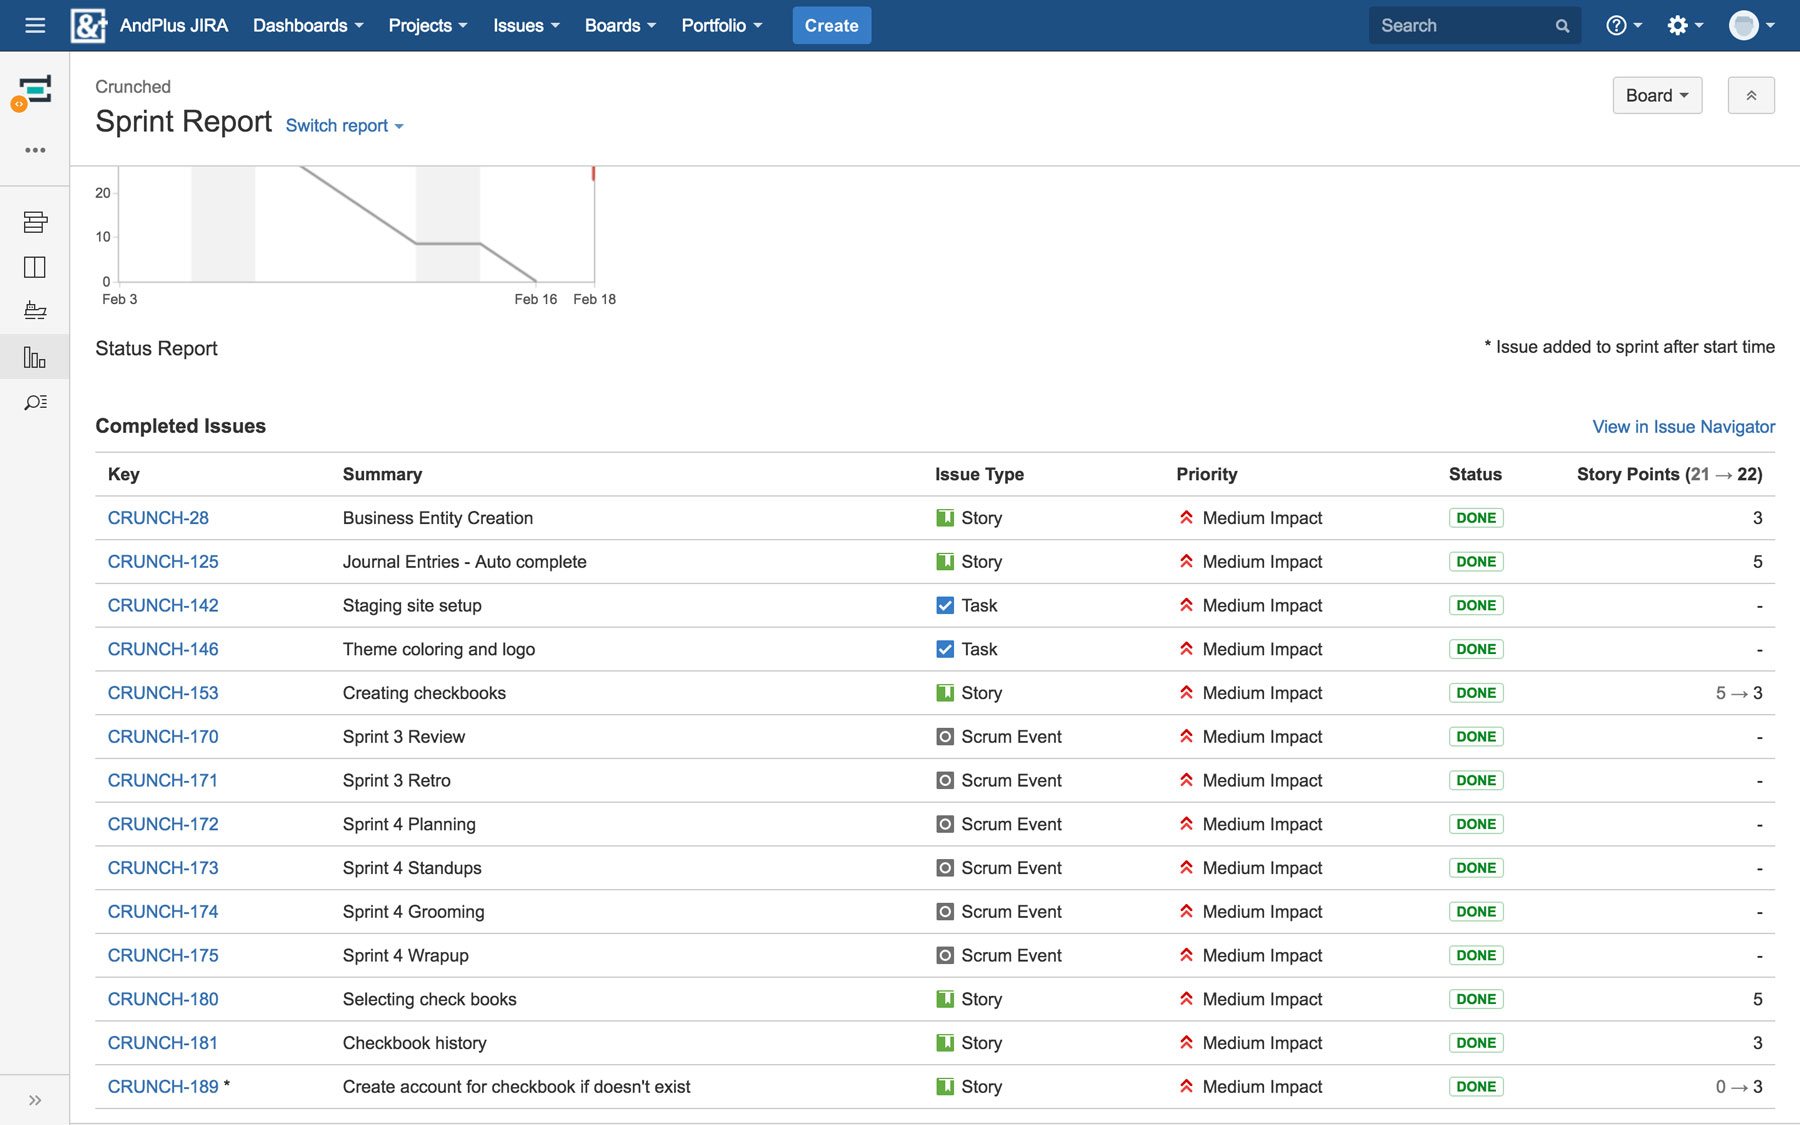 & AndPlus JIRA Dashboards Projects Issues Boards Portfolio Create Search
Crunched
Sprint Report Switch report Board
20
10
0
Feb 3 Feb 16 Feb 18
Status Report * Issue added to sprint after start time
Completed Issues View in Issue Navigator
Key Summary Issue Type Priority Status Story Points (21 → 22)
CRUNCH-28 Business Entity Creation Story Medium Impact DONE 3
CRUNCH-125 Journal Entries - Auto complete Story Medium Impact DONE 5
CRUNCH-142 Staging site setup Task Medium Impact DONE -
CRUNCH-146 Theme coloring and logo Task Medium Impact DONE -
CRUNCH-153 Creating checkbooks Story Medium Impact DONE 5 → 3
CRUNCH-170 Sprint 3 Review Scrum Event Medium Impact DONE -
CRUNCH-171 Sprint 3 Retro Scrum Event Medium Impact DONE -
CRUNCH-172 Sprint 4 Planning Scrum Event Medium Impact DONE -
CRUNCH-173 Sprint 4 Standups Scrum Event Medium Impact DONE -
CRUNCH-174 Sprint 4 Grooming Scrum Event Medium Impact DONE -
CRUNCH-175 Sprint 4 Wrapup Scrum Event Medium Impact DONE -
CRUNCH-180 Selecting check books Story Medium Impact DONE 5
CRUNCH-181 Checkbook history Story Medium Impact DONE 3
CRUNCH-189 * Create account for checkbook if doesn't exist Story Medium Impact DONE 0 → 3